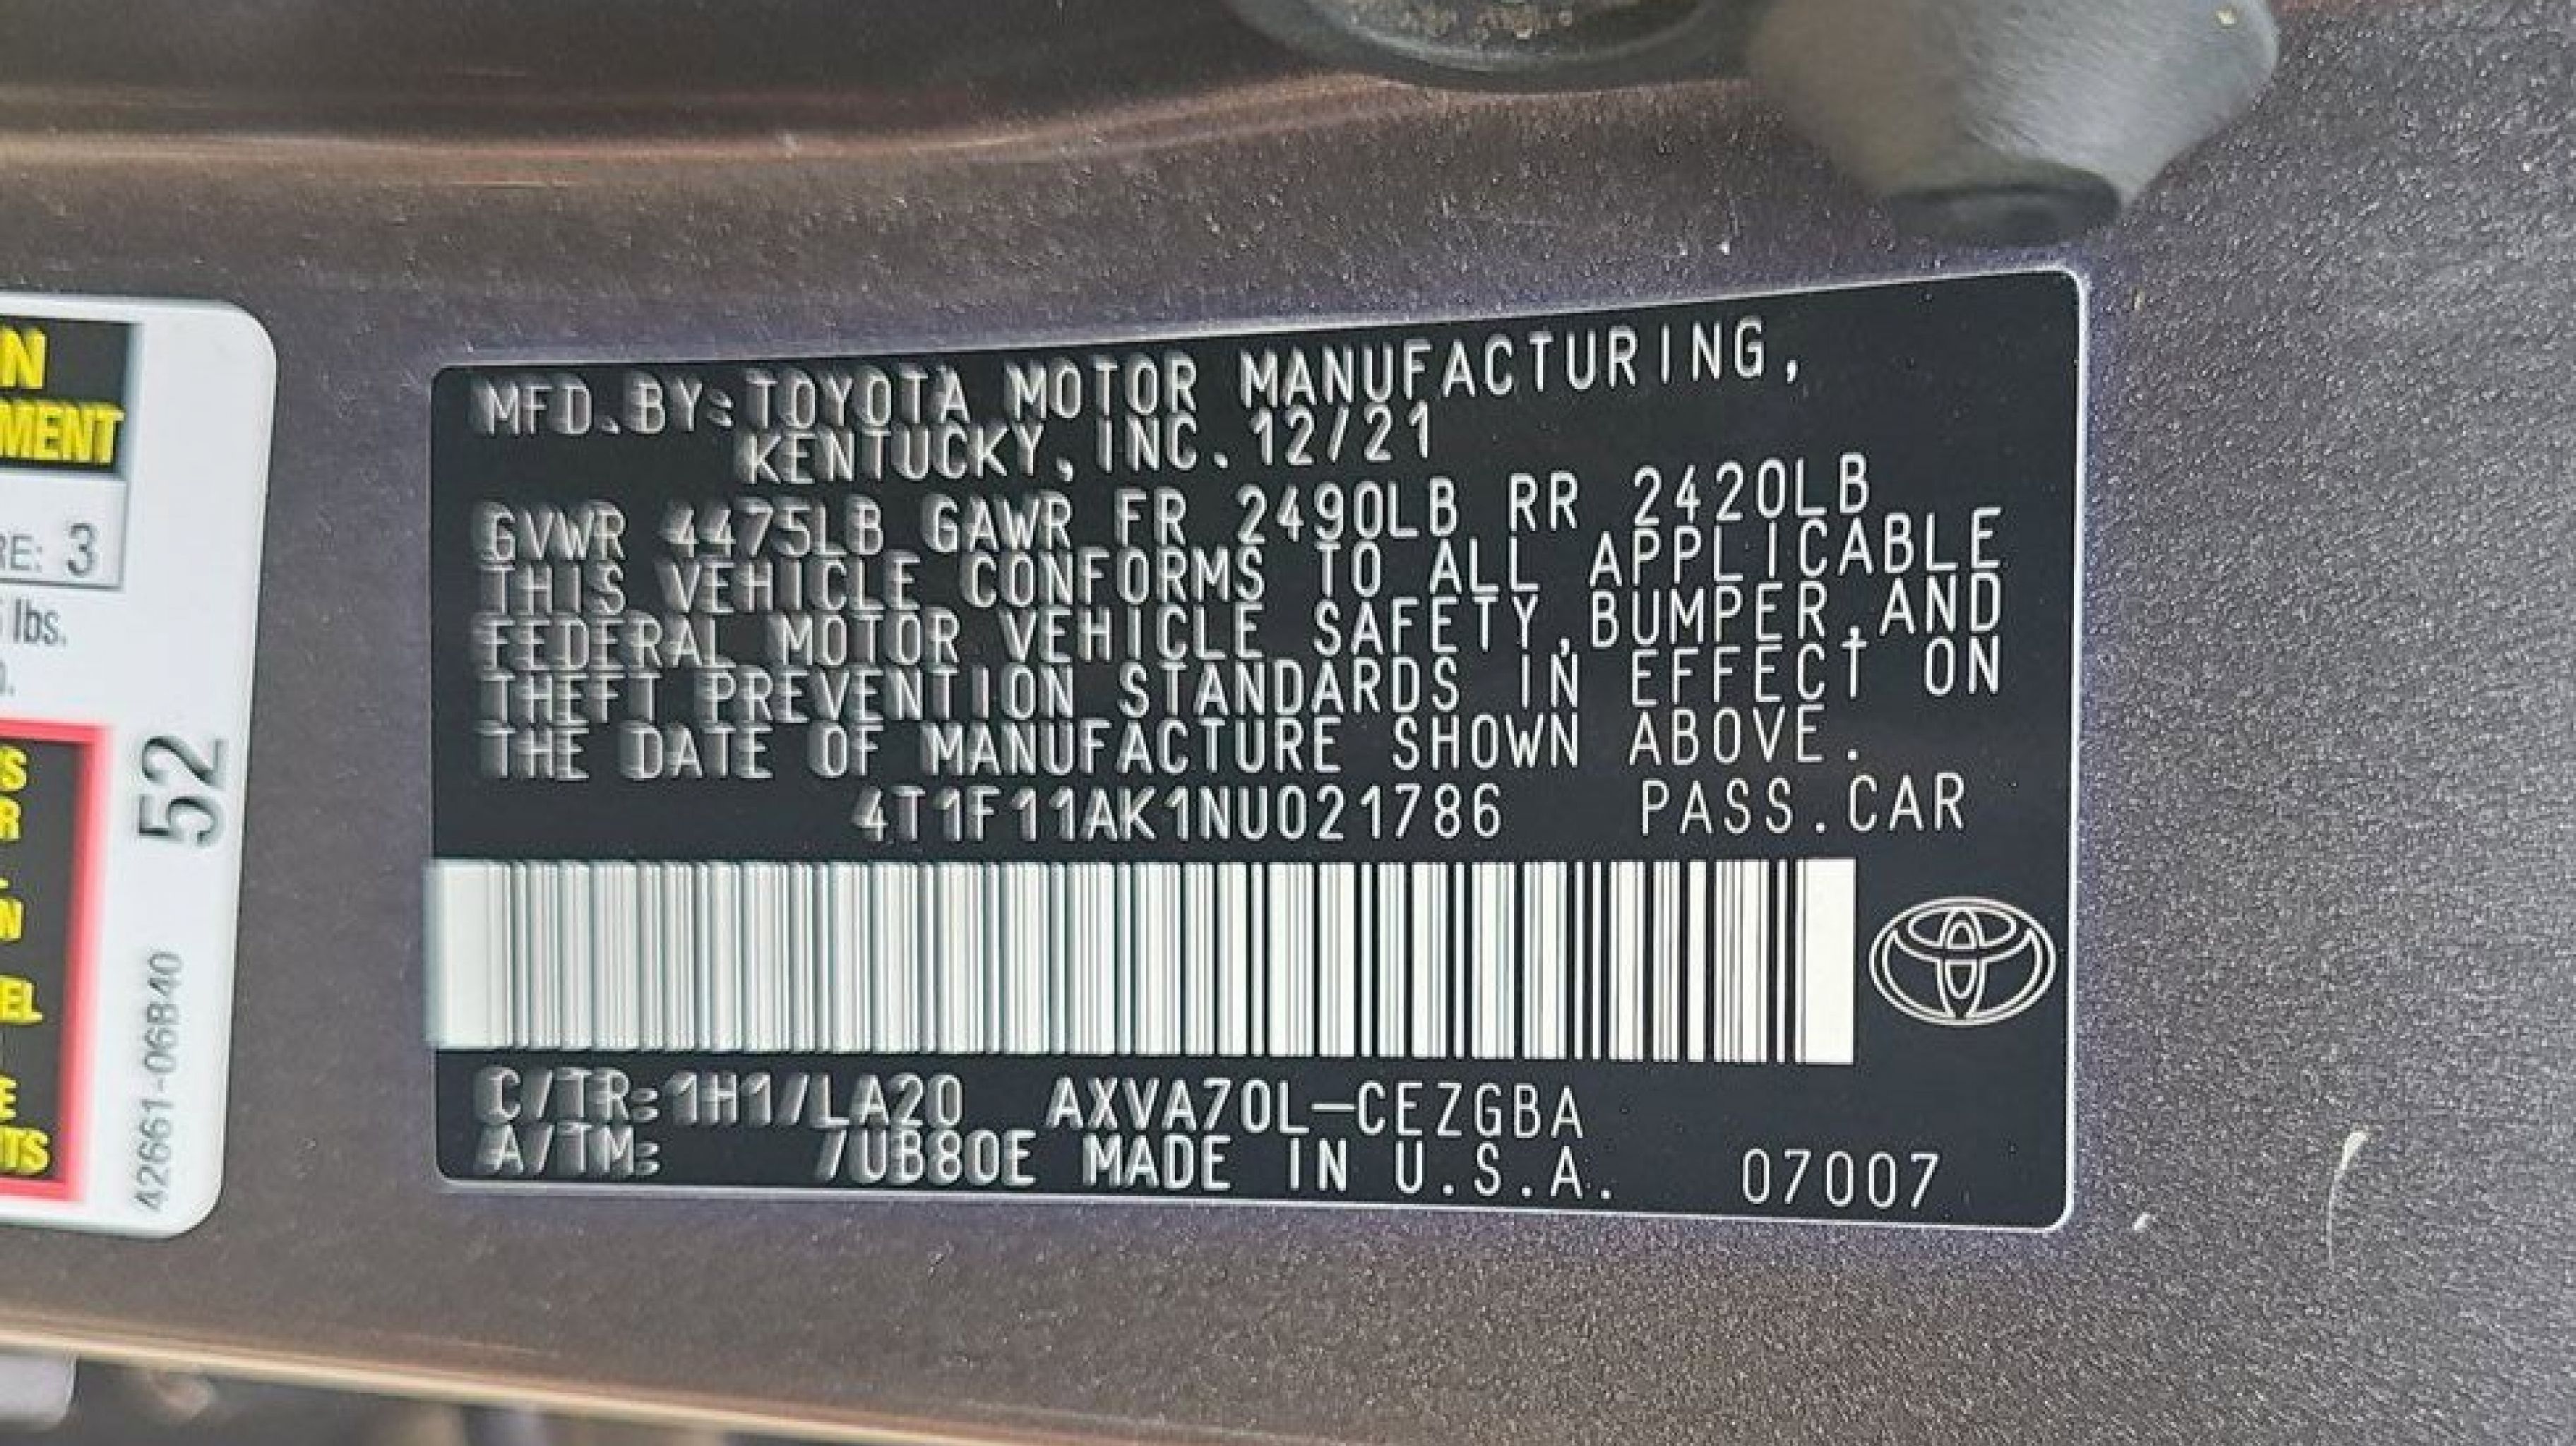 N
MENT
RE: 3
lbs.
52
42661-06B40
MFD.BY:TOYOTA MOTOR MANUFACTURING,
KENTUCKY, INC. 12/21
GVWR 4475LB GAWR FR 2490LB RR 2420LB
THIS VEHICLE CONFORMS TO ALL APPLICABLE
FEDERAL MOTOR VEHICLE SAFETY,BUMPER,AND
THEFT PREVENTION STANDARDS IN EFFECT ON
THE DATE OF MANUFACTURE SHOWN ABOVE.
4T1F11AK1NU021786 PASS.CAR
C/TR:1H1/LA20 AXVA70L-CEZGBA
A/TM: /UB80E MADE IN U.S.A. 07007